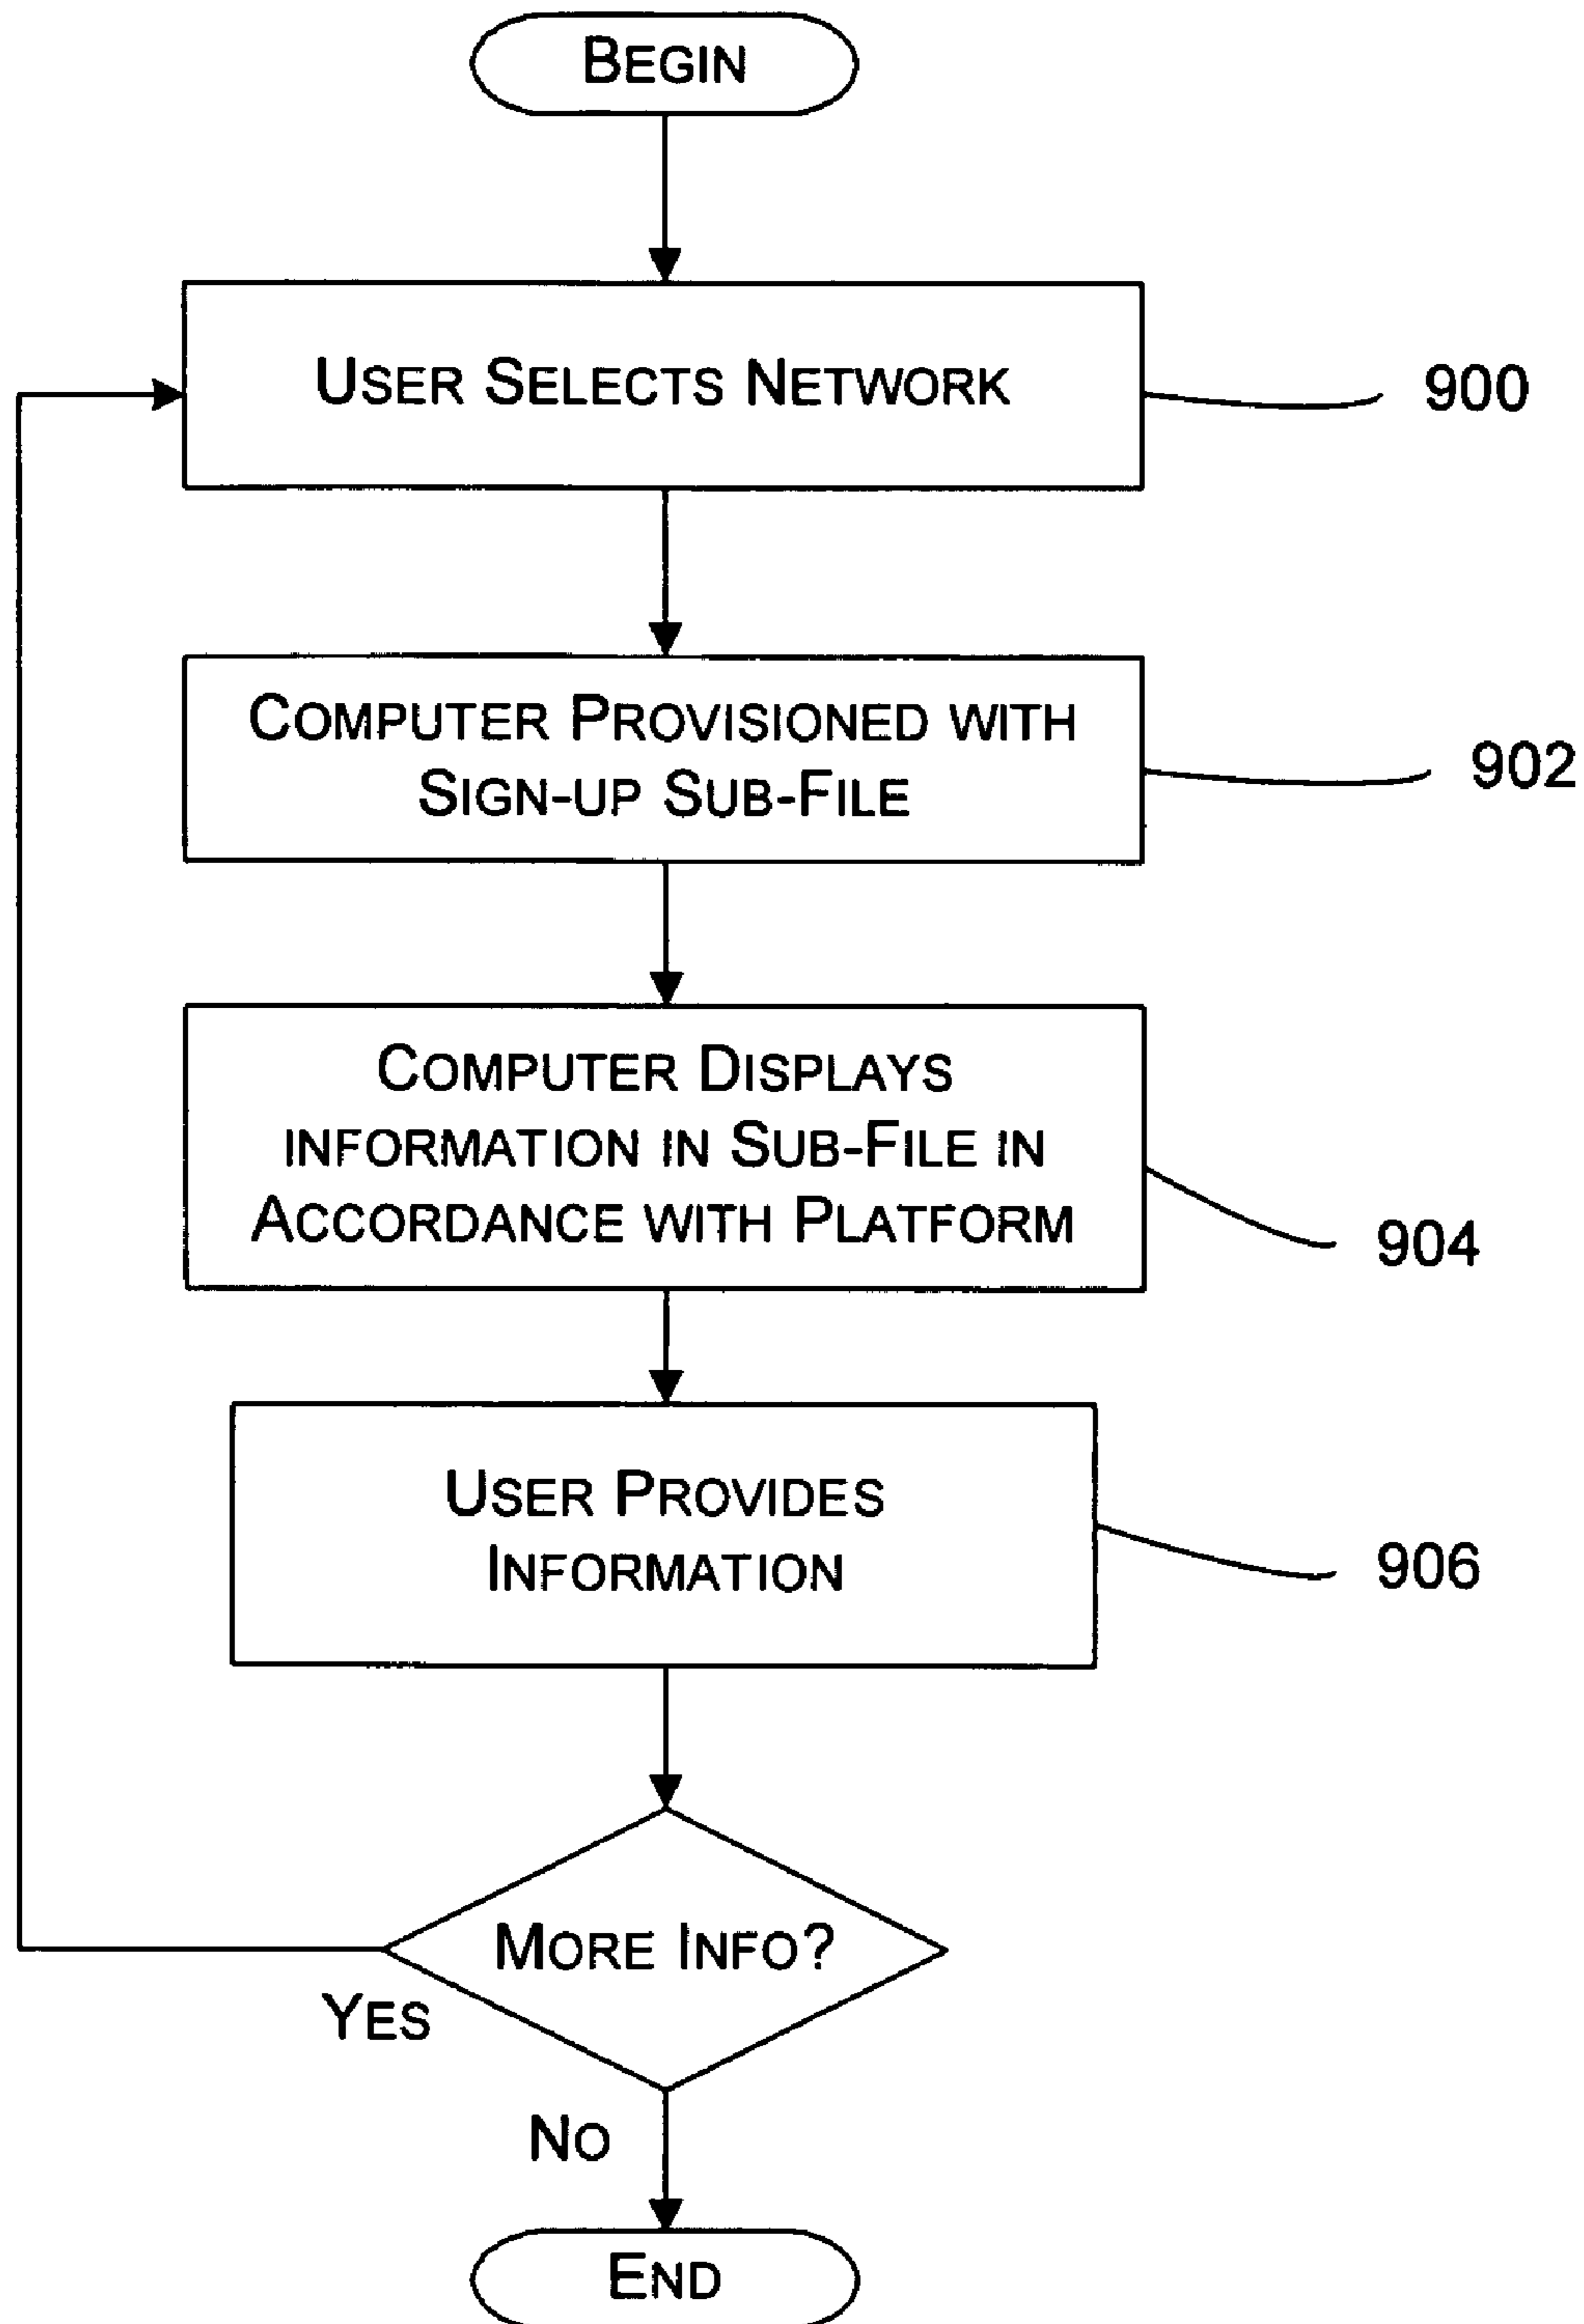 BEGIN
USER SELECTS NETWORK
900
COMPUTER PROVISIONED WITH
SIGN-UP SUB-FILE
902
COMPUTER DISPLAYS
INFORMATION IN SUB-FILE IN
ACCORDANCE WITH PLATFORM
904
USER PROVIDES
INFORMATION
906
MORE INFO?
YES
NO
END